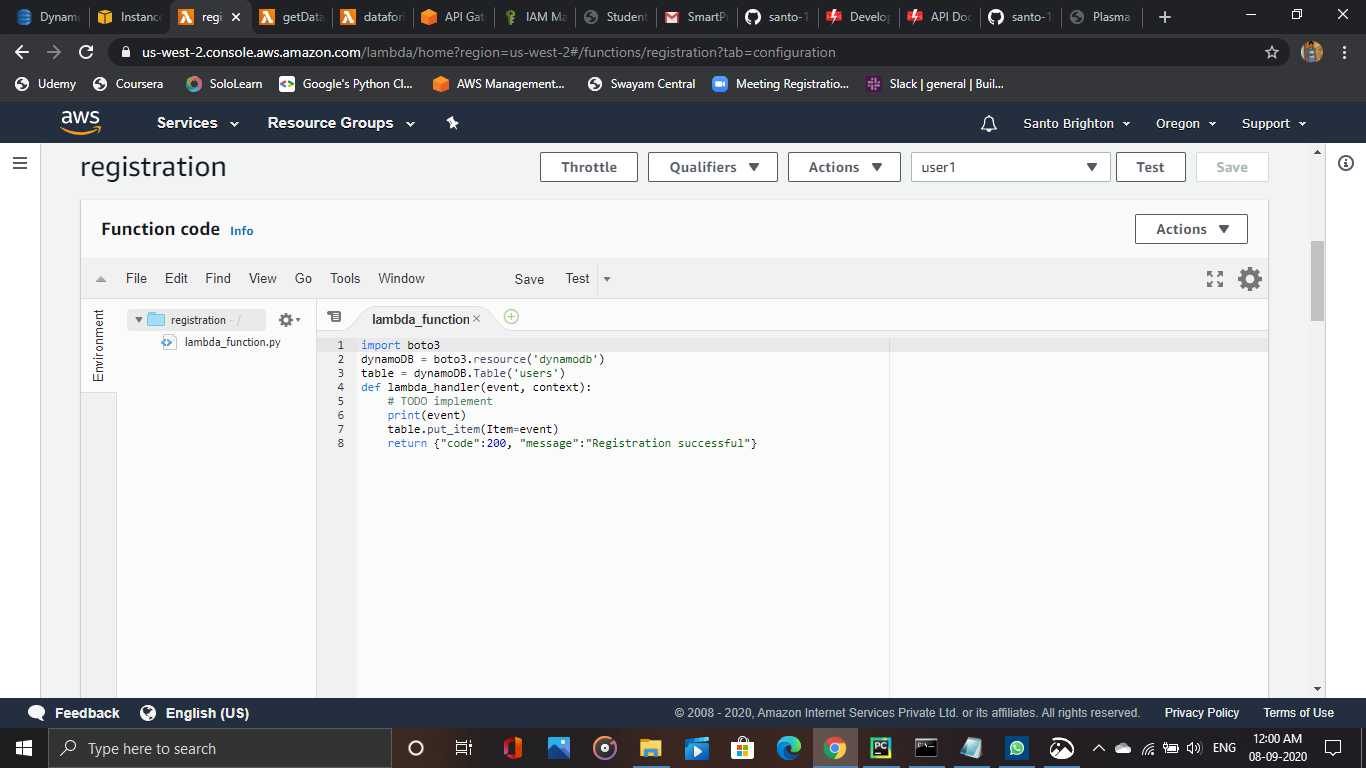 Dynamo
Instance
regi
getData
datafor
API Gat
IAM Ma
Student
SmartPr
santo-1
Develop
API Doc
santo-1
Plasma
us-west-2.console.aws.amazon.com/lambda/home?region=us-west-2#/functions/registration?tab=configuration
Udemy
Coursera
SoloLearn
Google's Python Cl...
AWS Management...
Swayam Central
Meeting Registratio...
Slack | general | Buil...
aws
Services
Resource Groups
Santo Brighton
Oregon
Support
registration
Throttle
Qualifiers
Actions
user1
Test
Save
Function code Info
Actions
File Edit Find View Go Tools Window Save Test
Environment
registration - /
lambda_function.py
lambda_function
1 import boto3
2 dynamoDB = boto3.resource('dynamodb')
3 table = dynamoDB.Table('users')
4 def lambda_handler(event, context):
5 # TODO implement
6 print(event)
7 table.put_item(Item=event)
8 return {"code":200, "message":"Registration successful"}
Feedback
English (US)
© 2008 - 2020, Amazon Internet Services Private Ltd. or its affiliates. All rights reserved.
Privacy Policy
Terms of Use
Type here to search
PC
ENG
12:00 AM
08-09-2020